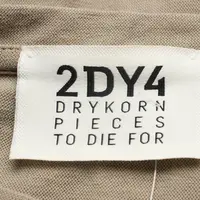 2DY4
DRYKORN
PIECES
TO DIE FOR